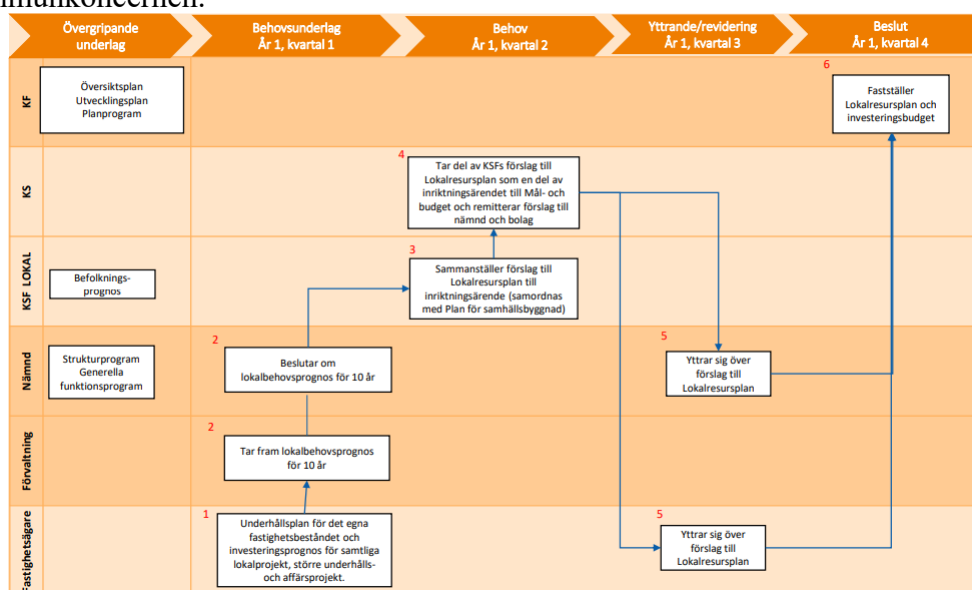 munkoncernen.
Övergripande
underlag
Behovsunderlag
År 1, kvartal 1
Behov
År 1, kvartal 2
Yttrande/revidering
År 1, kvartal 3
Beslut
År 1, kvartal 4
KF
Översiktsplan
Utvecklingsplan
Planprogram
6
Fastställer
Lokalresursplan och
investeringsbudget
KS
4
Tar del av KSFs förslag till
Lokalresursplan som en del av
inriktningsärendet till Mål- och
budget och remitterar förslag till
nämnd och bolag
KSF LOKAL
Befolknings-
prognos
3
Sammanställer förslag till
Lokalresursplan till
inriktningsärende (samordnas
med Plan för samhällsbyggnad)
Nämnd
Strukturprogram
Generella
funktionsprogram
2
Beslutar om
lokalbehovsprognos för 10 år
5
Yttrar sig över
förslag till
Lokalresursplan
Förvaltning
2
Tar fram lokalbehovsprognos
för 10 år
Fastighetsägare
1
Underhållsplan för det egna
fastighetsbeståndet och
investeringsprognos för samtliga
lokalprojekt, större underhålls-
och affärsprojekt.
5
Yttrar sig över
förslag till
Lokalresursplan